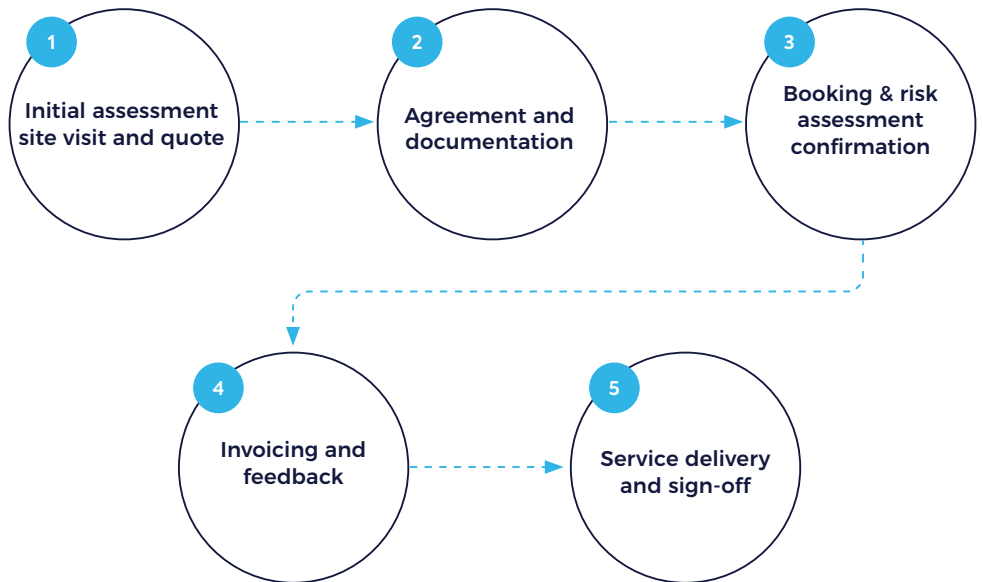 1
Initial assessment
site visit and quote
2
Agreement and
documentation
3
Booking & risk
assessment
confirmation
4
Invoicing and
feedback
5
Service delivery
and sign-off